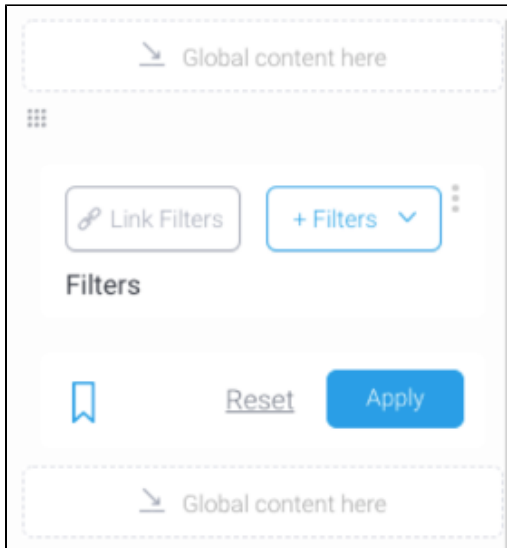 Global content here
Link Filters
+ Filters
Filters
Reset
Apply
Global content here